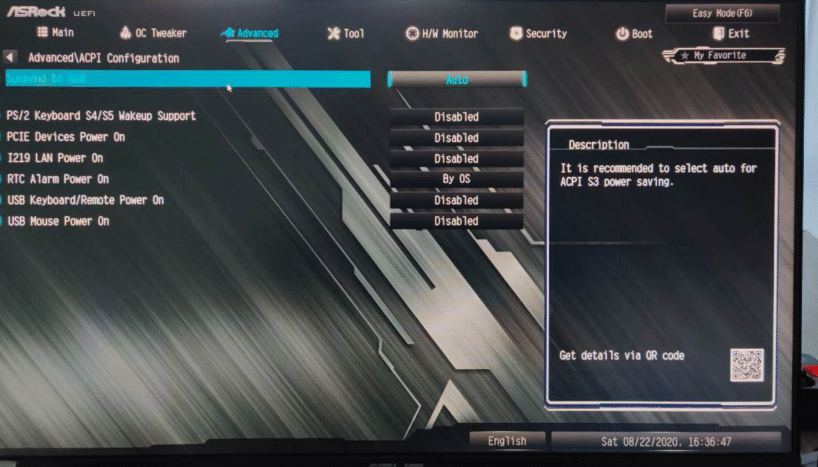 ASRock UEFI
Easy Mode(F6)
Main
OC Tweaker
Advanced
Tool
H/W Monitor
Security
Boot
Exit
Advanced\ACPI Configuration
My Favorite
Suspend to RAM Auto
PS/2 Keyboard S4/S5 Wakeup Support Disabled
PCIE Devices Power On Disabled
I219 LAN Power On Disabled
RTC Alarm Power On By OS
USB Keyboard/Remote Power On Disabled
USB Mouse Power On Disabled
Description
It is recommended to select auto for
ACPI S3 power saving.
Get details via QR code
English
Sat 08/22/2020. 16:36:47